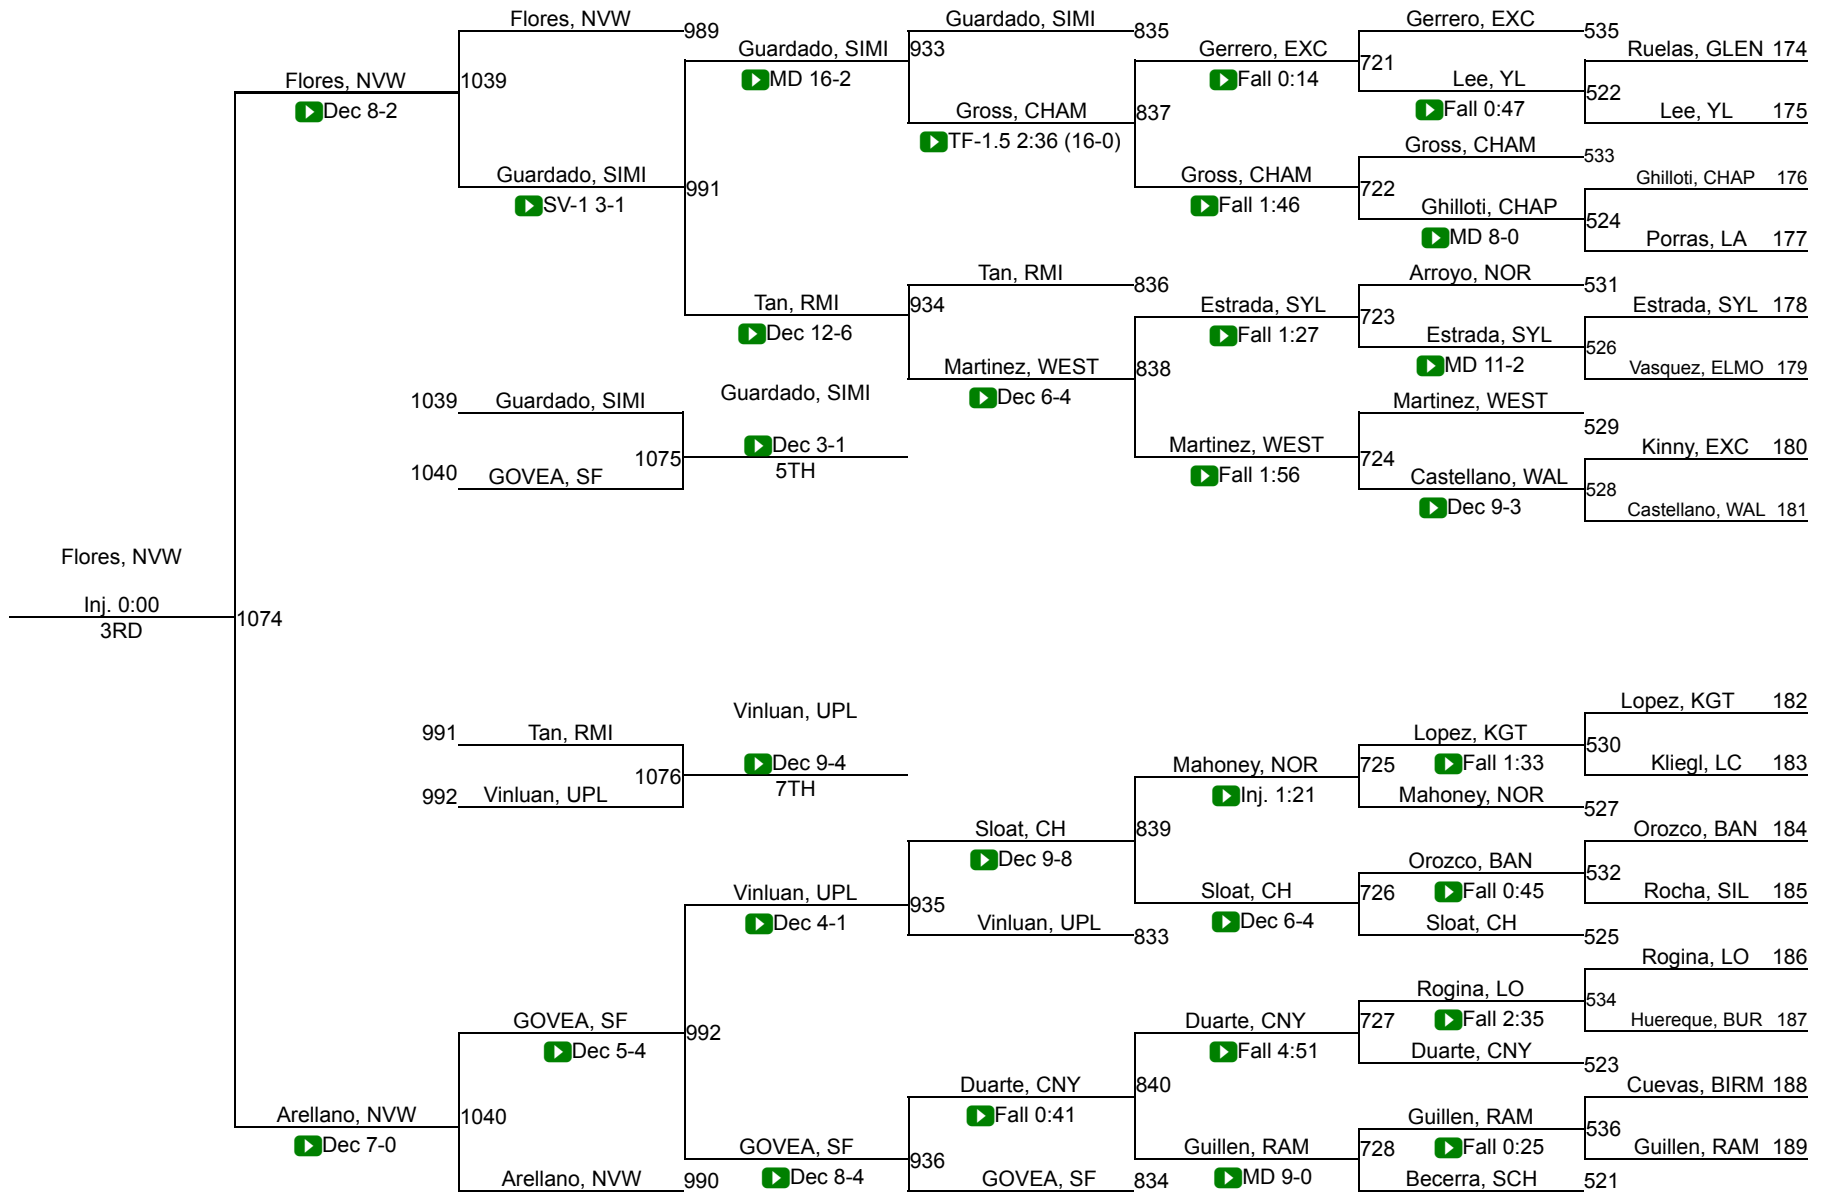 Flores, NVW
989
Guardado, SIMI
835
Gerrero, EXC
535
Guardado, SIMI
933
Gerrero, EXC
721
Ruelas, GLEN 174
Flores, NVW
1039
MD 16-2
Fall 0:14
Lee, YL
522
Dec 8-2
Gross, CHAM
837
Fall 0:47
Lee, YL 175
TF-1.5 2:36 (16-0)
Gross, CHAM
533
Guardado, SIMI
991
Gross, CHAM
722
Ghilloti, CHAP 176
SV-1 3-1
Fall 1:46
Ghilloti, CHAP
524
MD 8-0
Porras, LA 177
Tan, RMI
836
Arroyo, NOR
531
Tan, RMI
934
Estrada, SYL
723
Estrada, SYL 178
Dec 12-6
Fall 1:27
Estrada, SYL
526
Martinez, WEST
838
MD 11-2
Vasquez, ELMO 179
1039 Guardado, SIMI
Guardado, SIMI
Dec 6-4
Martinez, WEST
529
1075
Dec 3-1
Martinez, WEST
724
Kinny, EXC 180
1040 GOVEA, SF
5TH
Fall 1:56
Castellano, WAL
528
Dec 9-3
Castellano, WAL 181
Flores, NVW
Inj. 0:00
1074
3RD
Vinluan, UPL
Lopez, KGT 182
991 Tan, RMI
Lopez, KGT
530
1076
Dec 9-4
Mahoney, NOR
725
Fall 1:33
Kliegl, LC 183
992 Vinluan, UPL
7TH
Inj. 1:21
Mahoney, NOR
527
Sloat, CH
839
Orozco, BAN 184
Dec 9-8
Orozco, BAN
532
Vinluan, UPL
935
Sloat, CH
726
Fall 0:45
Rocha, SIL 185
Dec 4-1
Vinluan, UPL
833
Dec 6-4
Sloat, CH
525
Rogina, LO 186
GOVEA, SF
992
Duarte, CNY
727
Rogina, LO
534
Dec 5-4
Fall 4:51
Fall 2:35
Huereque, BUR 187
Duarte, CNY
523
Duarte, CNY
840
Cuevas, BIRM 188
Arellano, NVW
1040
Fall 0:41
Guillen, RAM
536
Dec 7-0
GOVEA, SF
936
Guillen, RAM
728
Fall 0:25
Guillen, RAM 189
Arellano, NVW
990
Dec 8-4
GOVEA, SF
834
MD 9-0
Becerra, SCH
521